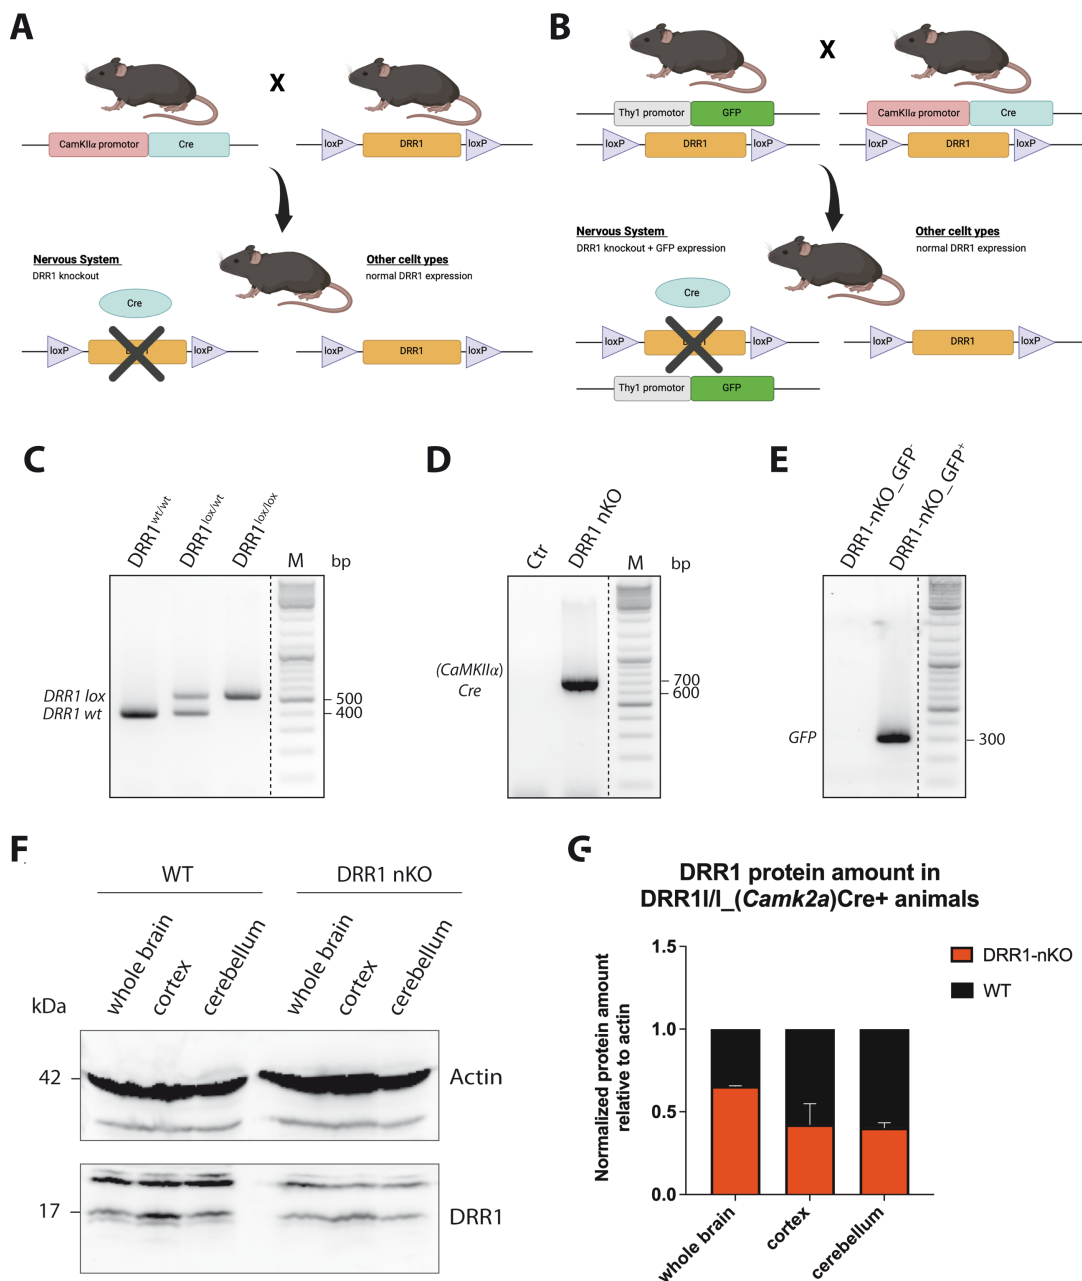 A
X
CamKIIα promotor
Cre
loxP
DRR1
loxP
Nervous System
DRR1 knockout
Other cellt ypes
normal DRR1 expression
Cre
loxP
loxP
loxP
DRR1
loxP
B
X
Thy1 promotor
GFP
CamKIIα promotor
Cre
loxP
DRR1
loxP
loxP
DRR1
loxP
Nervous System
DRR1 knockout + GFP expression
Other cell types
normal DRR1 expression
Cre
loxP
loxP
loxP
DRR1
loxP
Thy1 promotor
GFP
C
DRR1wt/wt
DRR1lox/wt
DRR1lox/lox
M
bp
DRR1 lox
DRR1 wt
500
400
D
Ctr
DRR1 nKO
M
bp
(CaMKIIα)
Cre
700
600
E
DRR1-nKO_GFP-
DRR1-nKO_GFP+
GFP
300
F
WT
DRR1 nKO
whole brain
cortex
cerebellum
whole brain
cortex
cerebellum
kDa
42
Actin
17
DRR1
G
DRR1 protein amount in
DRR1l/l_(Camk2a)Cre+ animals
Normalized protein amount
relative to actin
1.5
1.0
0.5
0.0
whole brain
cortex
cerebellum
DRR1-nKO
WT